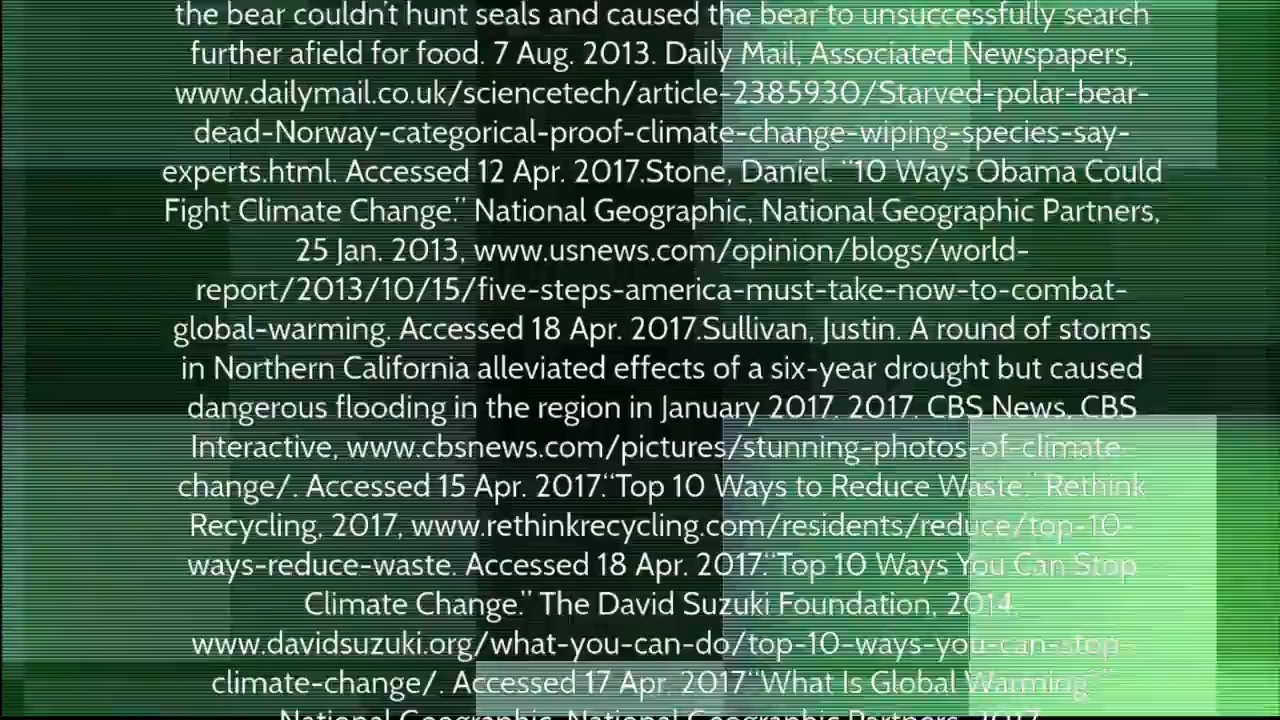 the bear couldn't hunt seals and caused the bear to unsuccessfully search
further afield for food. 7 Aug. 2013. Daily Mail, Associated Newspapers,
www.dailymail.co.uk/sciencetech/article-2385930/Starved-polar-bear-
dead-Norway-categorical-proof-climate-change-wiping-species-say-
experts.html. Accessed 12 Apr. 2017.Stone, Daniel. “10 Ways Obama Could
Fight Climate Change.” National Geographic, National Geographic Partners,
25 Jan. 2013, www.usnews.com/opinion/blogs/world-
report/2013/10/15/five-steps-america-must-take-now-to-combat-
global-warming. Accessed 18 Apr. 2017.Sullivan, Justin. A round of storms
in Northern California alleviated effects of a six-year drought but caused
dangerous flooding in the region in January 2017. 2017. CBS News, CBS
Interactive, www.cbsnews.com/pictures/stunning-photos-of-climate-
change/. Accessed 15 Apr. 2017.“Top 10 Ways to Reduce Waste.” Rethink
Recycling, 2017, www.rethinkrecycling.com/residents/reduce/top-10-
ways-reduce-waste. Accessed 18 Apr. 2017.“Top 10 Ways You Can Stop
Climate Change.” The David Suzuki Foundation, 2014,
www.davidsuzuki.org/what-you-can-do/top-10-ways-you-can-stop-
climate-change/. Accessed 17 Apr. 2017“What Is Global Warming?”
National Geographic, National Geographic Partners, 2017,